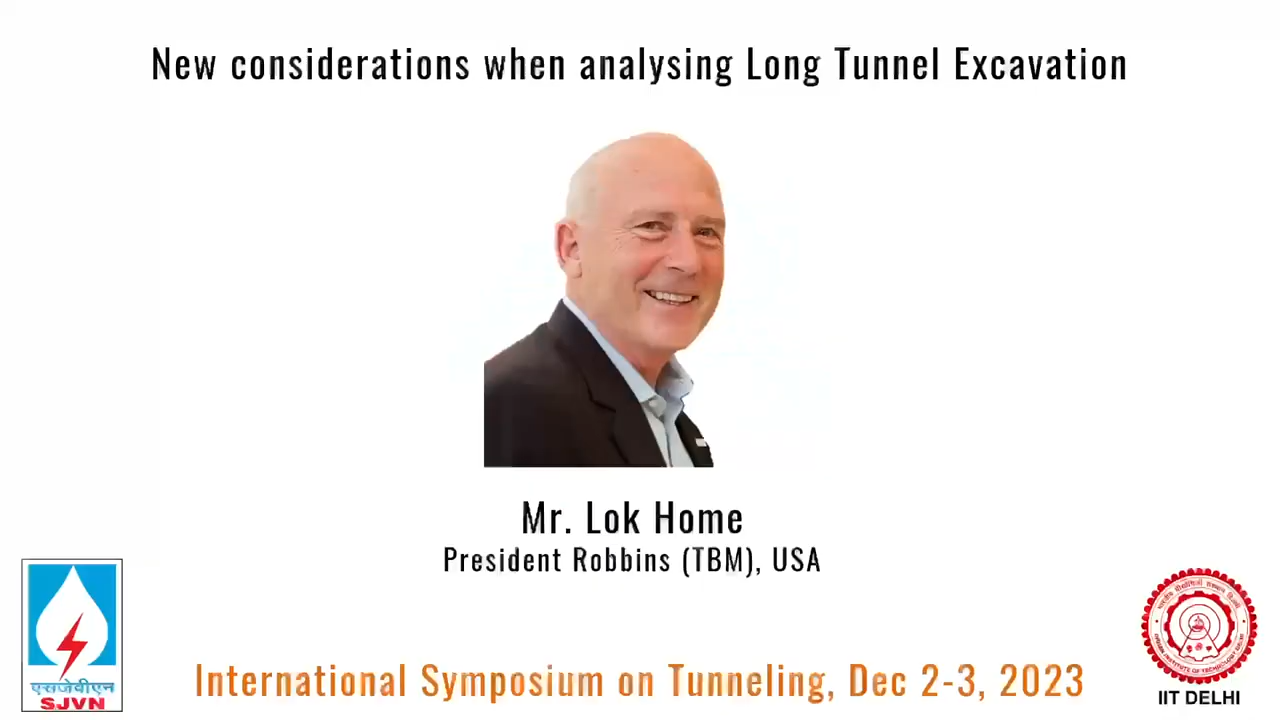 New considerations when analysing Long Tunnel Excavation
Mr. Lok Home
President Robbins (TBM), USA
एसजेवीएन
SJVN
International Symposium on Tunneling, Dec 2-3, 2023
IIT DELHI